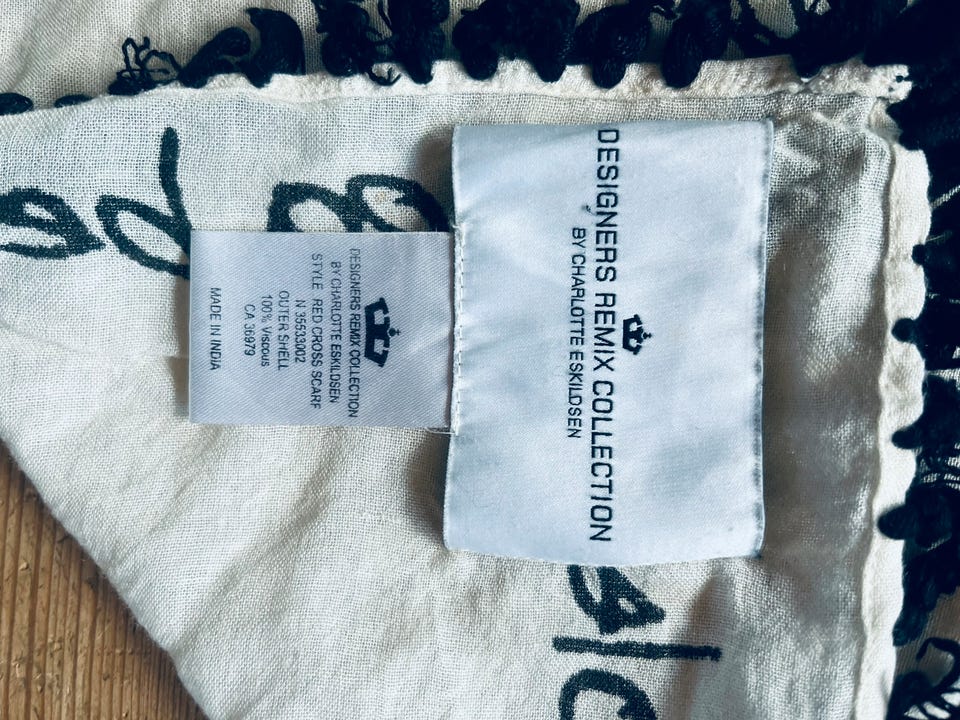 DESIGNERS REMIX COLLECTION
BY CHARLOTTE ESKILDSEN
DESIGNERS REMIX COLLECTION
BY CHARLOTTE ESKILDSEN
STYLE RED CROSS SCARF
N 35533002
OUTER SHELL
100% VISCOUS
CA 36979
MADE IN INDIA